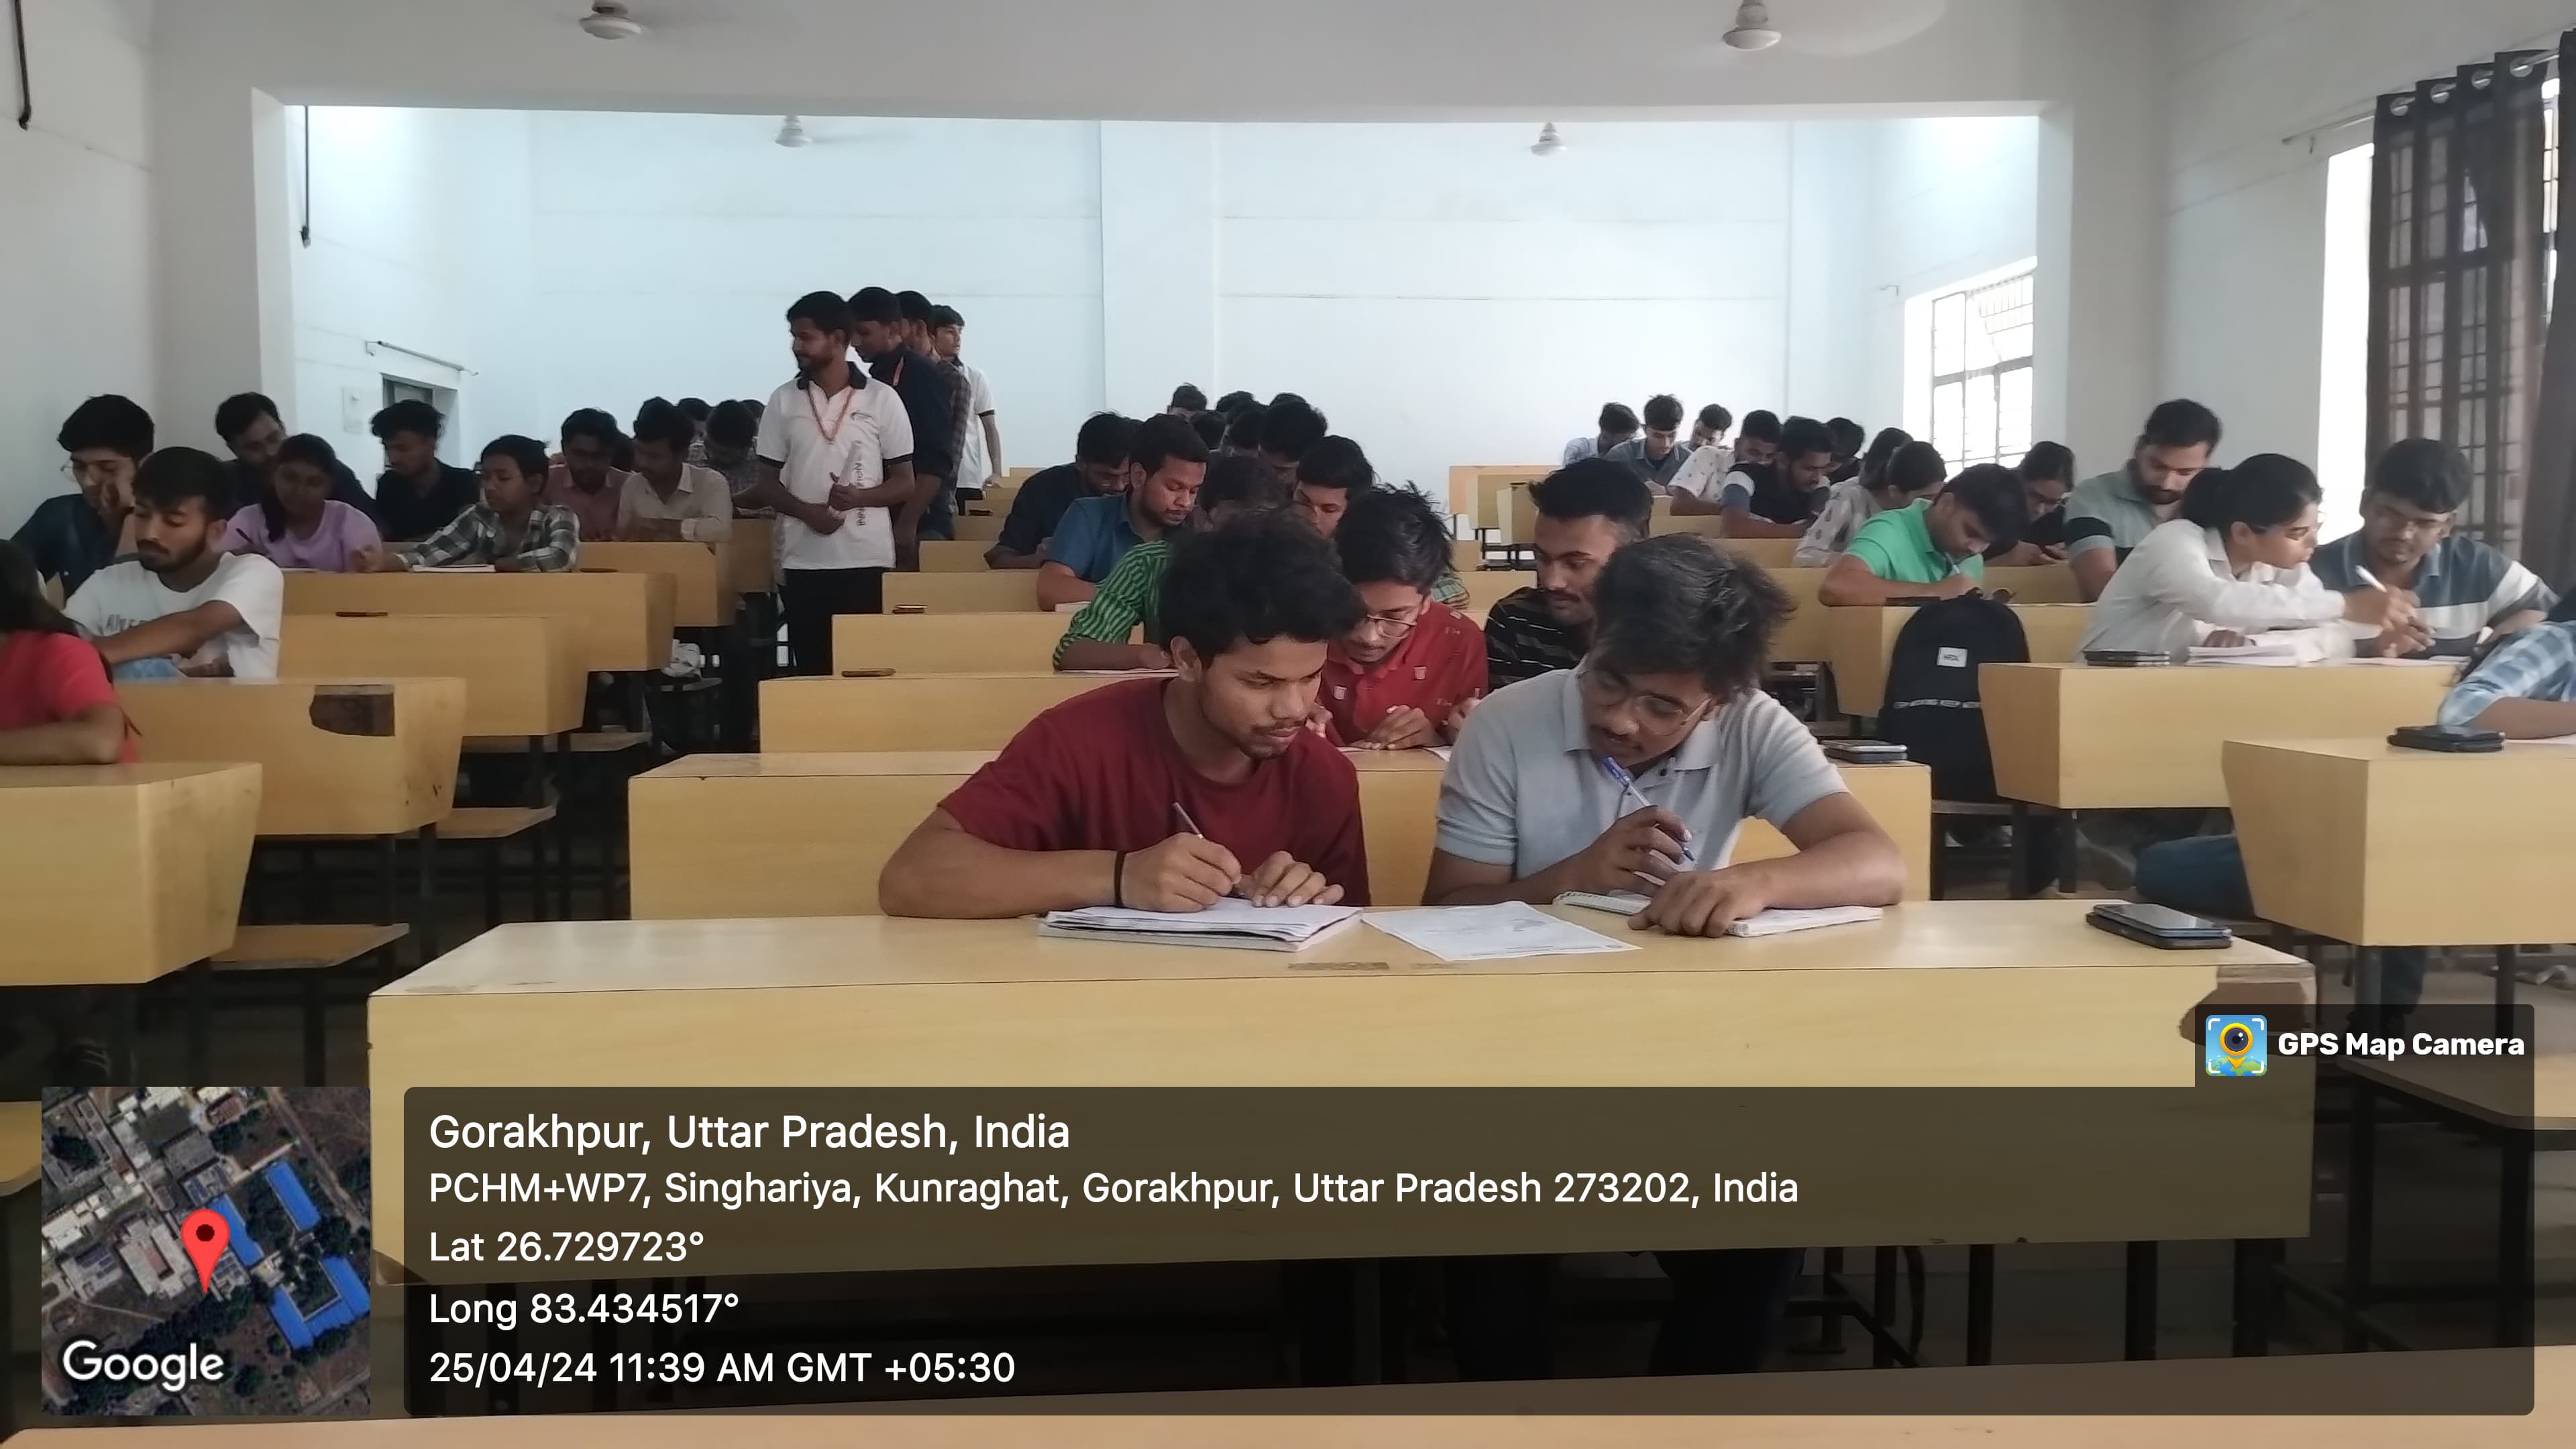 GPS Map Camera
Gorakhpur, Uttar Pradesh, India
PCHM+WP7, Singhariya, Kunraghat, Gorakhpur, Uttar Pradesh 273202, India
Lat 26.729723°
Long 83.434517°
25/04/24 11:39 AM GMT +05:30
Google